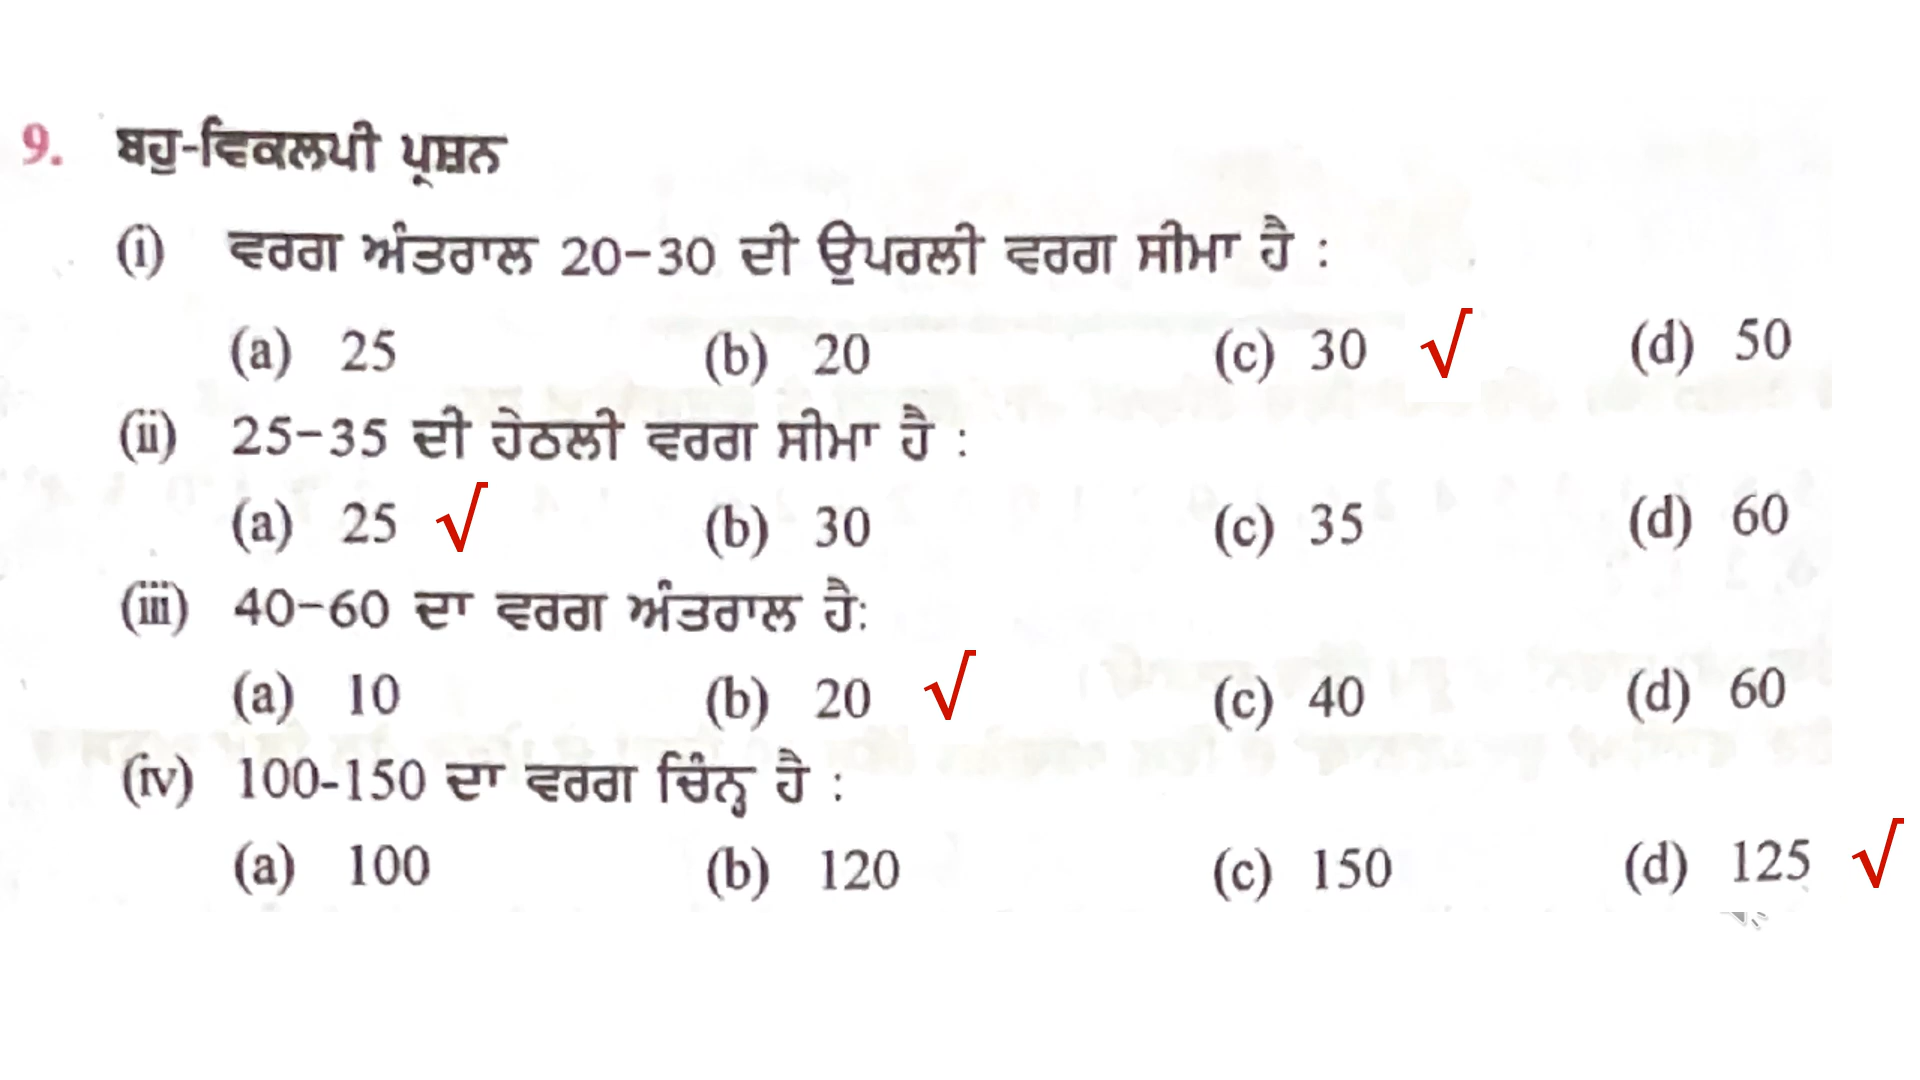 9. ਬਹੁ-ਵਿਕਲਪੀ ਪ੍ਰਸ਼ਨ
(i) ਵਰਗ ਅੰਤਰਾਲ 20-30 ਦੀ ਉਪਰਲੀ ਵਰਗ ਸੀਮਾ ਹੈ :
(a) 25 (b) 20 (c) 30 √ (d) 50
(ii) 25-35 ਦੀ ਹੇਠਲੀ ਵਰਗ ਸੀਮਾ ਹੈ :
(a) 25 √ (b) 30 (c) 35 (d) 60
(iii) 40-60 ਦਾ ਵਰਗ ਅੰਤਰਾਲ ਹੈ:
(a) 10 (b) 20 √ (c) 40 (d) 60
(iv) 100-150 ਦਾ ਵਰਗ ਚਿੰਨ੍ਹ ਹੈ :
(a) 100 (b) 120 (c) 150 (d) 125 √